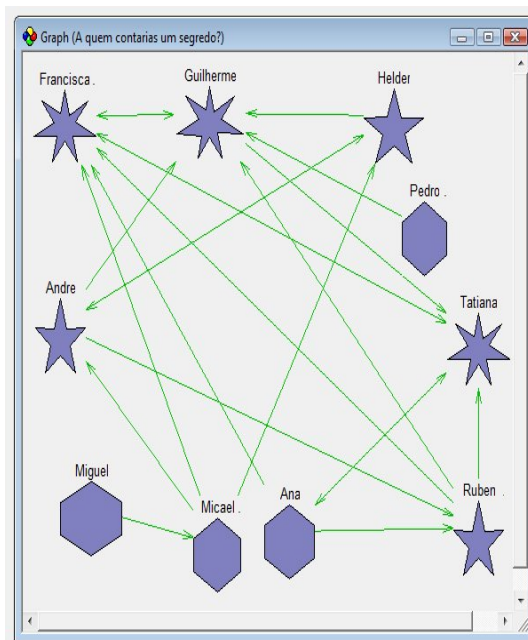 Graph (A quem contarias um segredo?)
Francisca .
Guilherme
Helder
Pedro .
Andre
Tatiana
Miguel
Micael .
Ana
Ruben .